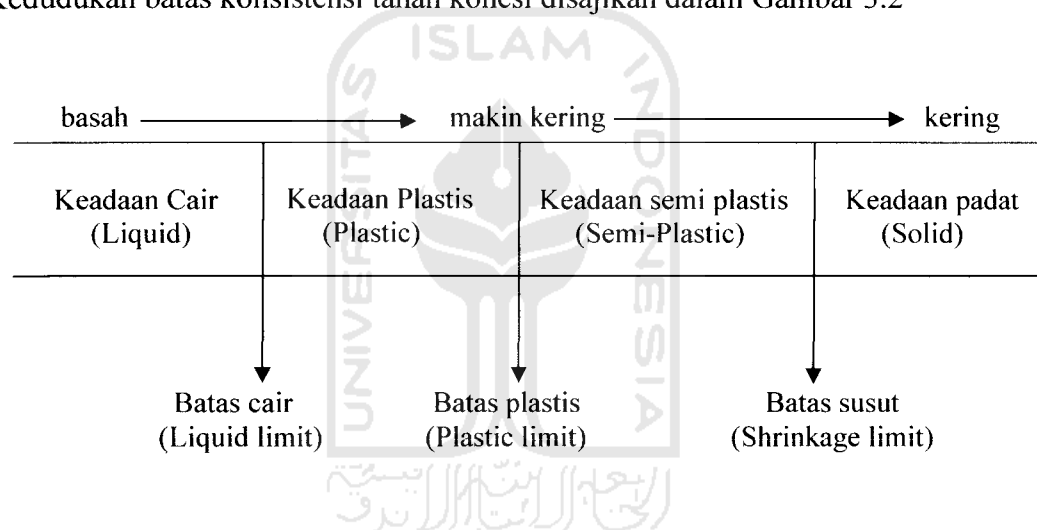 Kedudukan batas konsistensi tanah kohesi disajikan dalam Gambar 3.2
basah makin kering kering
Keadaan Cair
(Liquid)
Keadaan Plastis
(Plastic)
Keadaan semi plastis
(Semi-Plastic)
Keadaan padat
(Solid)
Batas cair
(Liquid limit)
Batas plastis
(Plastic limit)
Batas susut
(Shrinkage limit)
UNIVERSITAS
ISLAM
INDONESIA